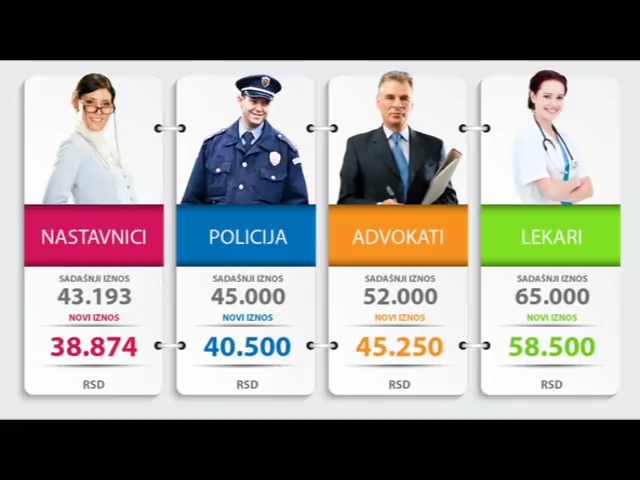 NASTAVNICI
SADAŠNJI IZNOS
43.193
NOVI IZNOS
38.874
RSD
POLICIJA
SADAŠNJI IZNOS
45.000
NOVI IZNOS
40.500
RSD
ADVOKATI
SADAŠNJI IZNOS
52.000
NOVI IZNOS
45.250
RSD
LEKARI
SADAŠNJI IZNOS
65.000
NOVI IZNOS
58.500
RSD